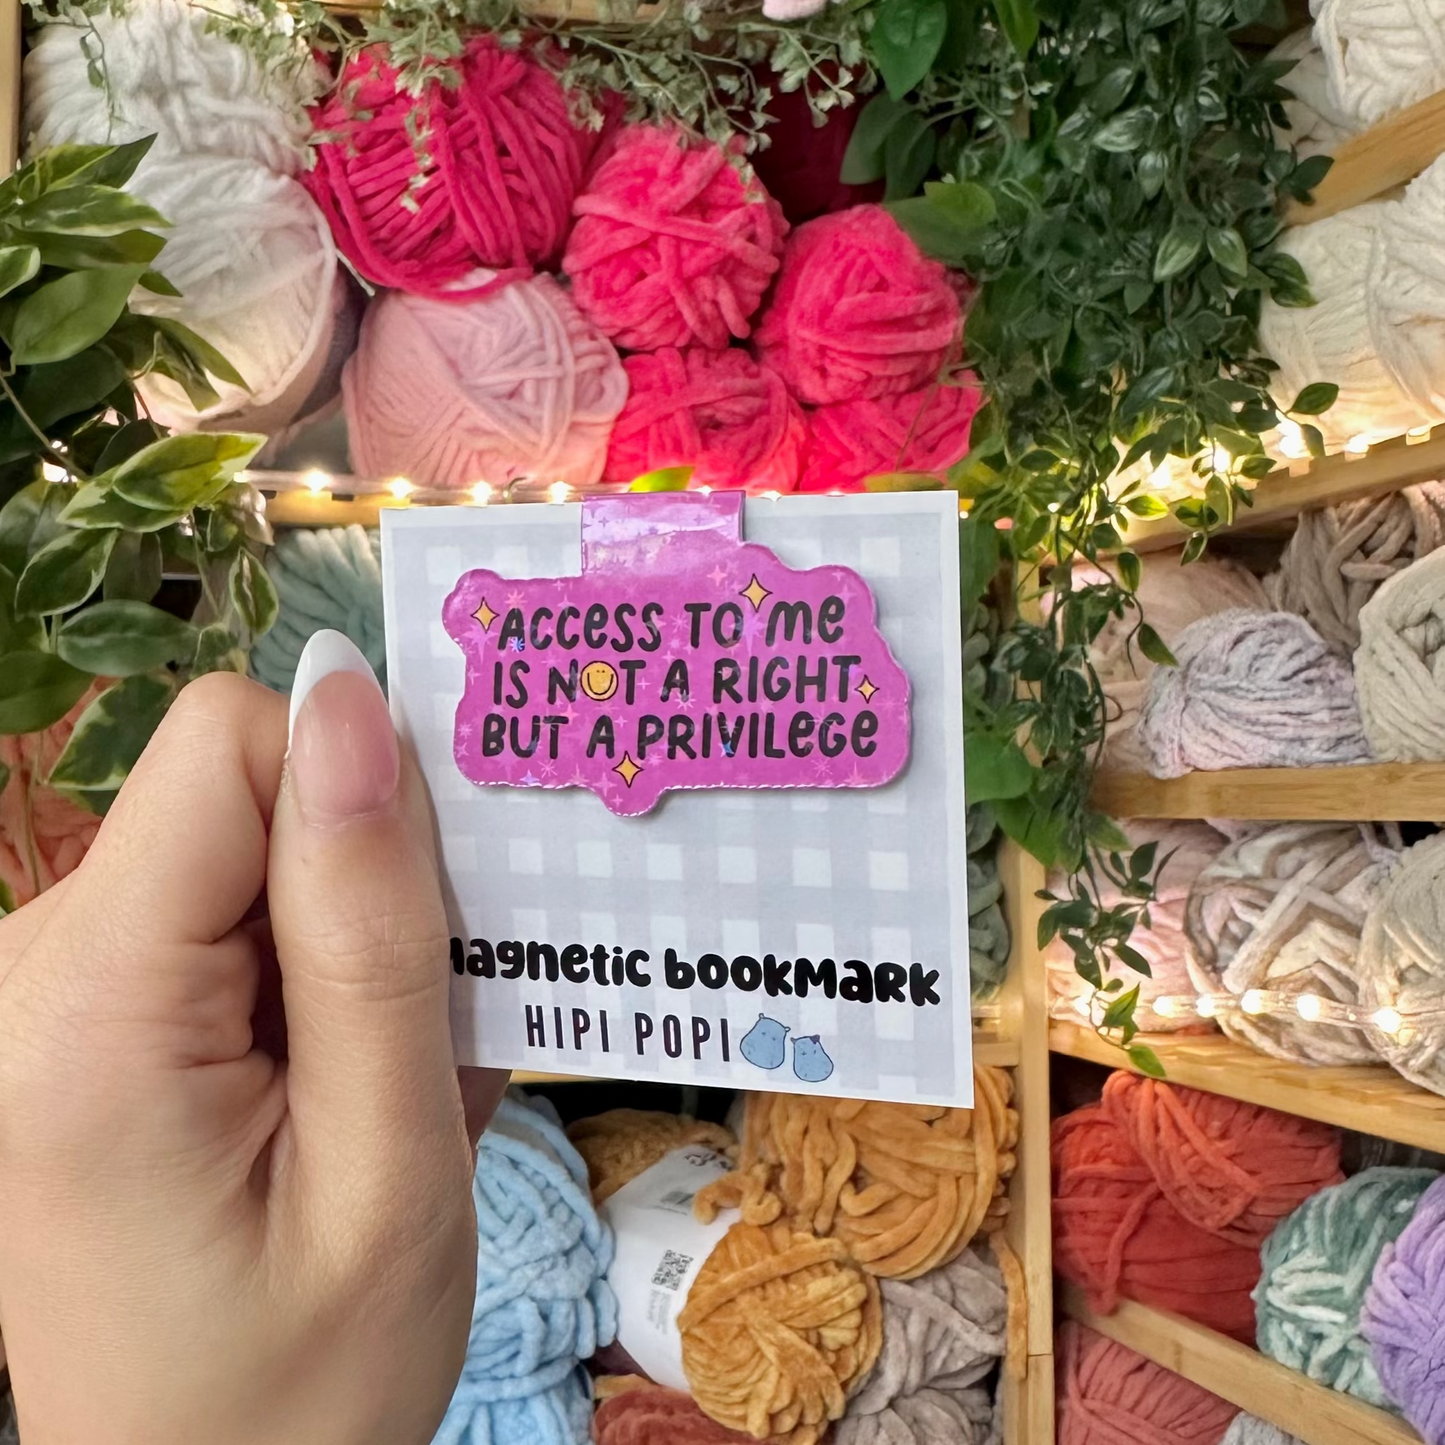 ACCESS TO ME
IS NOT A RIGHT
BUT A PRIVILEGE
magnetic bookmark
HIPI POPI